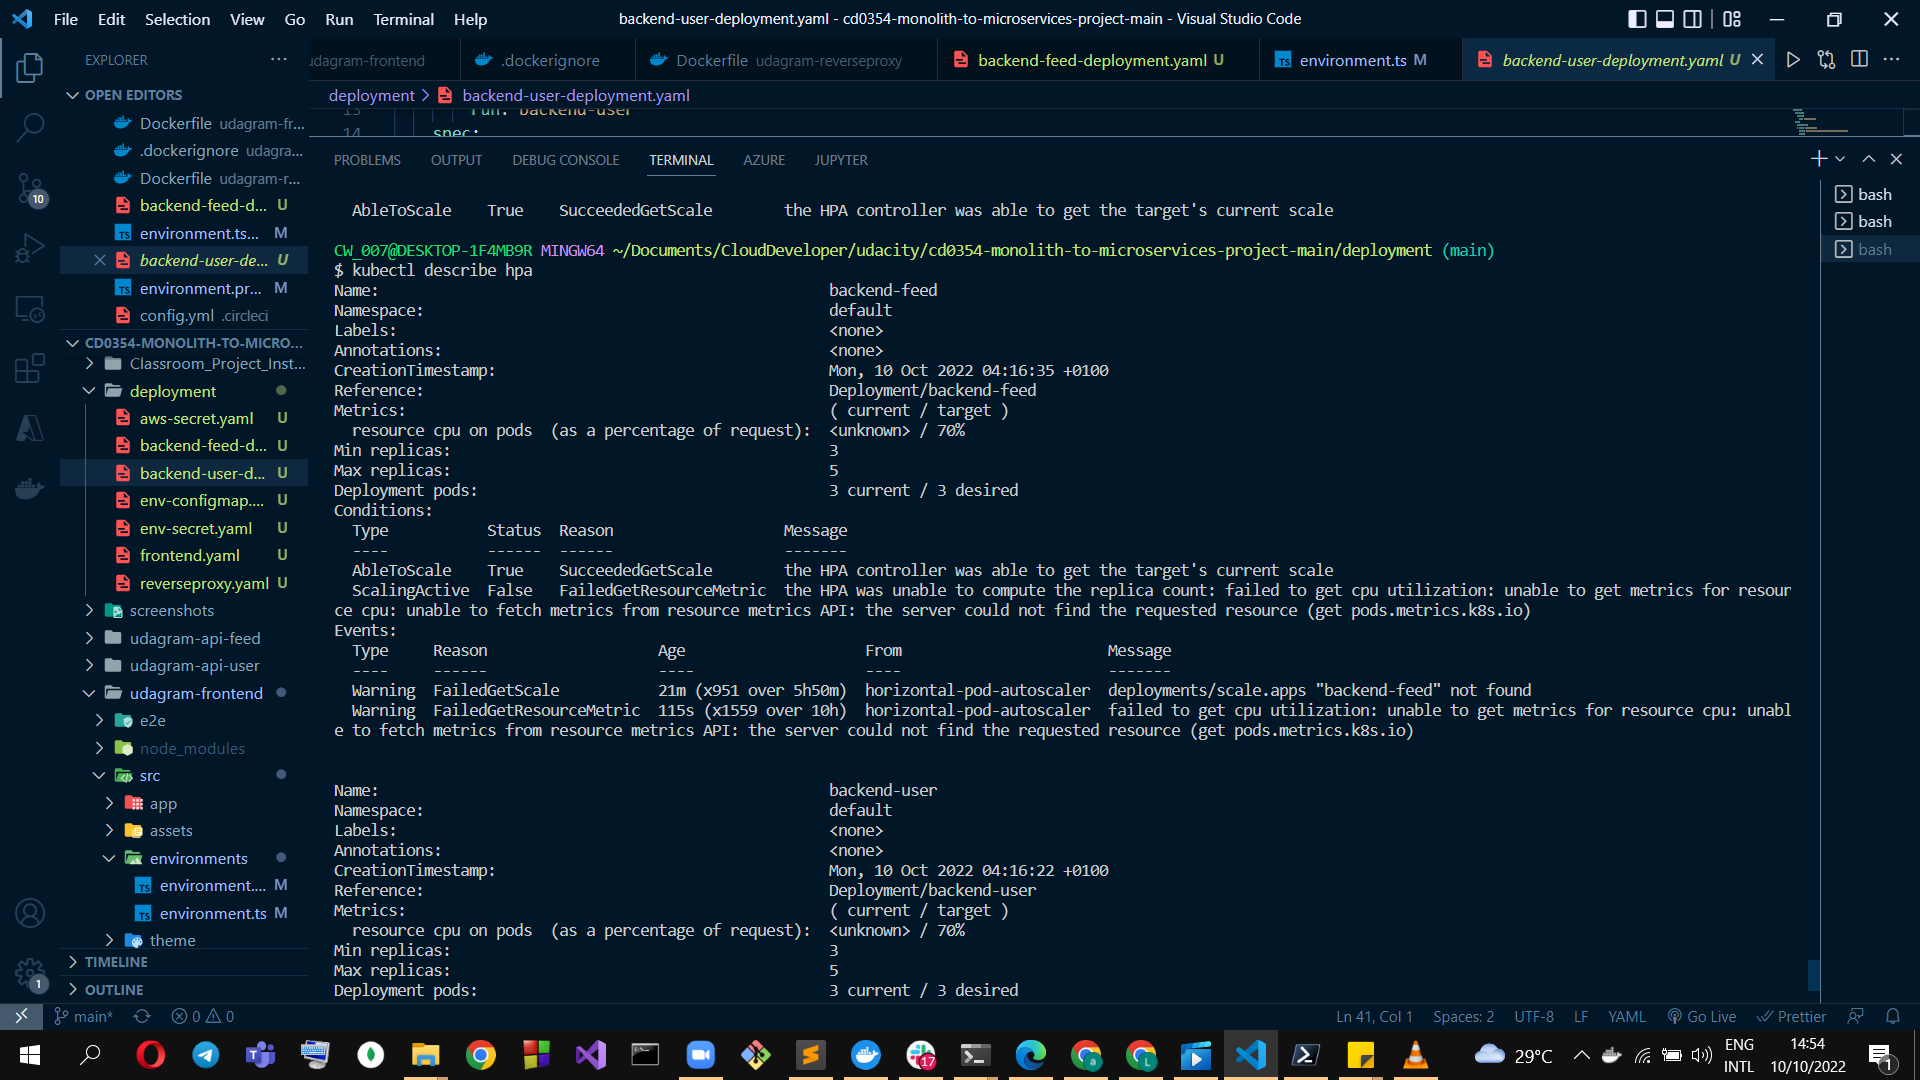 File Edit Selection View Go Run Terminal Help
backend-user-deployment.yaml - cd0354-monolith-to-microservices-project-main - Visual Studio Code
EXPLORER
udagram-frontend
.dockerignore
Dockerfile udagram-reverseproxy
backend-feed-deployment.yaml U
environment.ts M
backend-user-deployment.yaml U
OPEN EDITORS
Dockerfile udagram-fr...
.dockerignore udagra...
Dockerfile udagram-r...
backend-feed-d... U
environment.ts... M
backend-user-de... U
environment.pr... M
config.yml .circleci
CD0354-MONOLITH-TO-MICRO...
Classroom_Project_Inst...
deployment
aws-secret.yaml U
backend-feed-d... U
backend-user-d... U
env-configmap.... U
env-secret.yaml U
frontend.yaml U
reverseproxy.yaml U
screenshots
udagram-api-feed
udagram-api-user
udagram-frontend
e2e
node_modules
src
app
assets
environments
environment.... M
environment.ts M
theme
TIMELINE
OUTLINE
10
1
deployment > backend-user-deployment.yaml
13 run: backend-user
14 spec:
PROBLEMS OUTPUT DEBUG CONSOLE TERMINAL AZURE JUPYTER
bash
bash
bash
AbleToScale True SucceededGetScale the HPA controller was able to get the target's current scale
CW_007@DESKTOP-1F4MB9R MINGW64 ~/Documents/CloudDeveloper/udacity/cd0354-monolith-to-microservices-project-main/deployment (main)
$ kubectl describe hpa
Name: backend-feed
Namespace: default
Labels: <none>
Annotations: <none>
CreationTimestamp: Mon, 10 Oct 2022 04:16:35 +0100
Reference: Deployment/backend-feed
Metrics: ( current / target )
resource cpu on pods (as a percentage of request): <unknown> / 70%
Min replicas: 3
Max replicas: 5
Deployment pods: 3 current / 3 desired
Conditions:
Type Status Reason Message
---- ------ ------ -------
AbleToScale True SucceededGetScale the HPA controller was able to get the target's current scale
ScalingActive False FailedGetResourceMetric the HPA was unable to compute the replica count: failed to get cpu utilization: unable to get metrics for resour
ce cpu: unable to fetch metrics from resource metrics API: the server could not find the requested resource (get pods.metrics.k8s.io)
Events:
Type Reason Age From Message
---- ------ ---- ---- -------
Warning FailedGetScale 21m (x951 over 5h50m) horizontal-pod-autoscaler deployments/scale.apps "backend-feed" not found
Warning FailedGetResourceMetric 115s (x1559 over 10h) horizontal-pod-autoscaler failed to get cpu utilization: unable to get metrics for resource cpu: unabl
e to fetch metrics from resource metrics API: the server could not find the requested resource (get pods.metrics.k8s.io)
Name: backend-user
Namespace: default
Labels: <none>
Annotations: <none>
CreationTimestamp: Mon, 10 Oct 2022 04:16:22 +0100
Reference: Deployment/backend-user
Metrics: ( current / target )
resource cpu on pods (as a percentage of request): <unknown> / 70%
Min replicas: 3
Max replicas: 5
Deployment pods: 3 current / 3 desired
main* 0 0
Ln 41, Col 1 Spaces: 2 UTF-8 LF YAML Go Live Prettier
17
29°C
ENG
INTL
14:54
10/10/2022
1